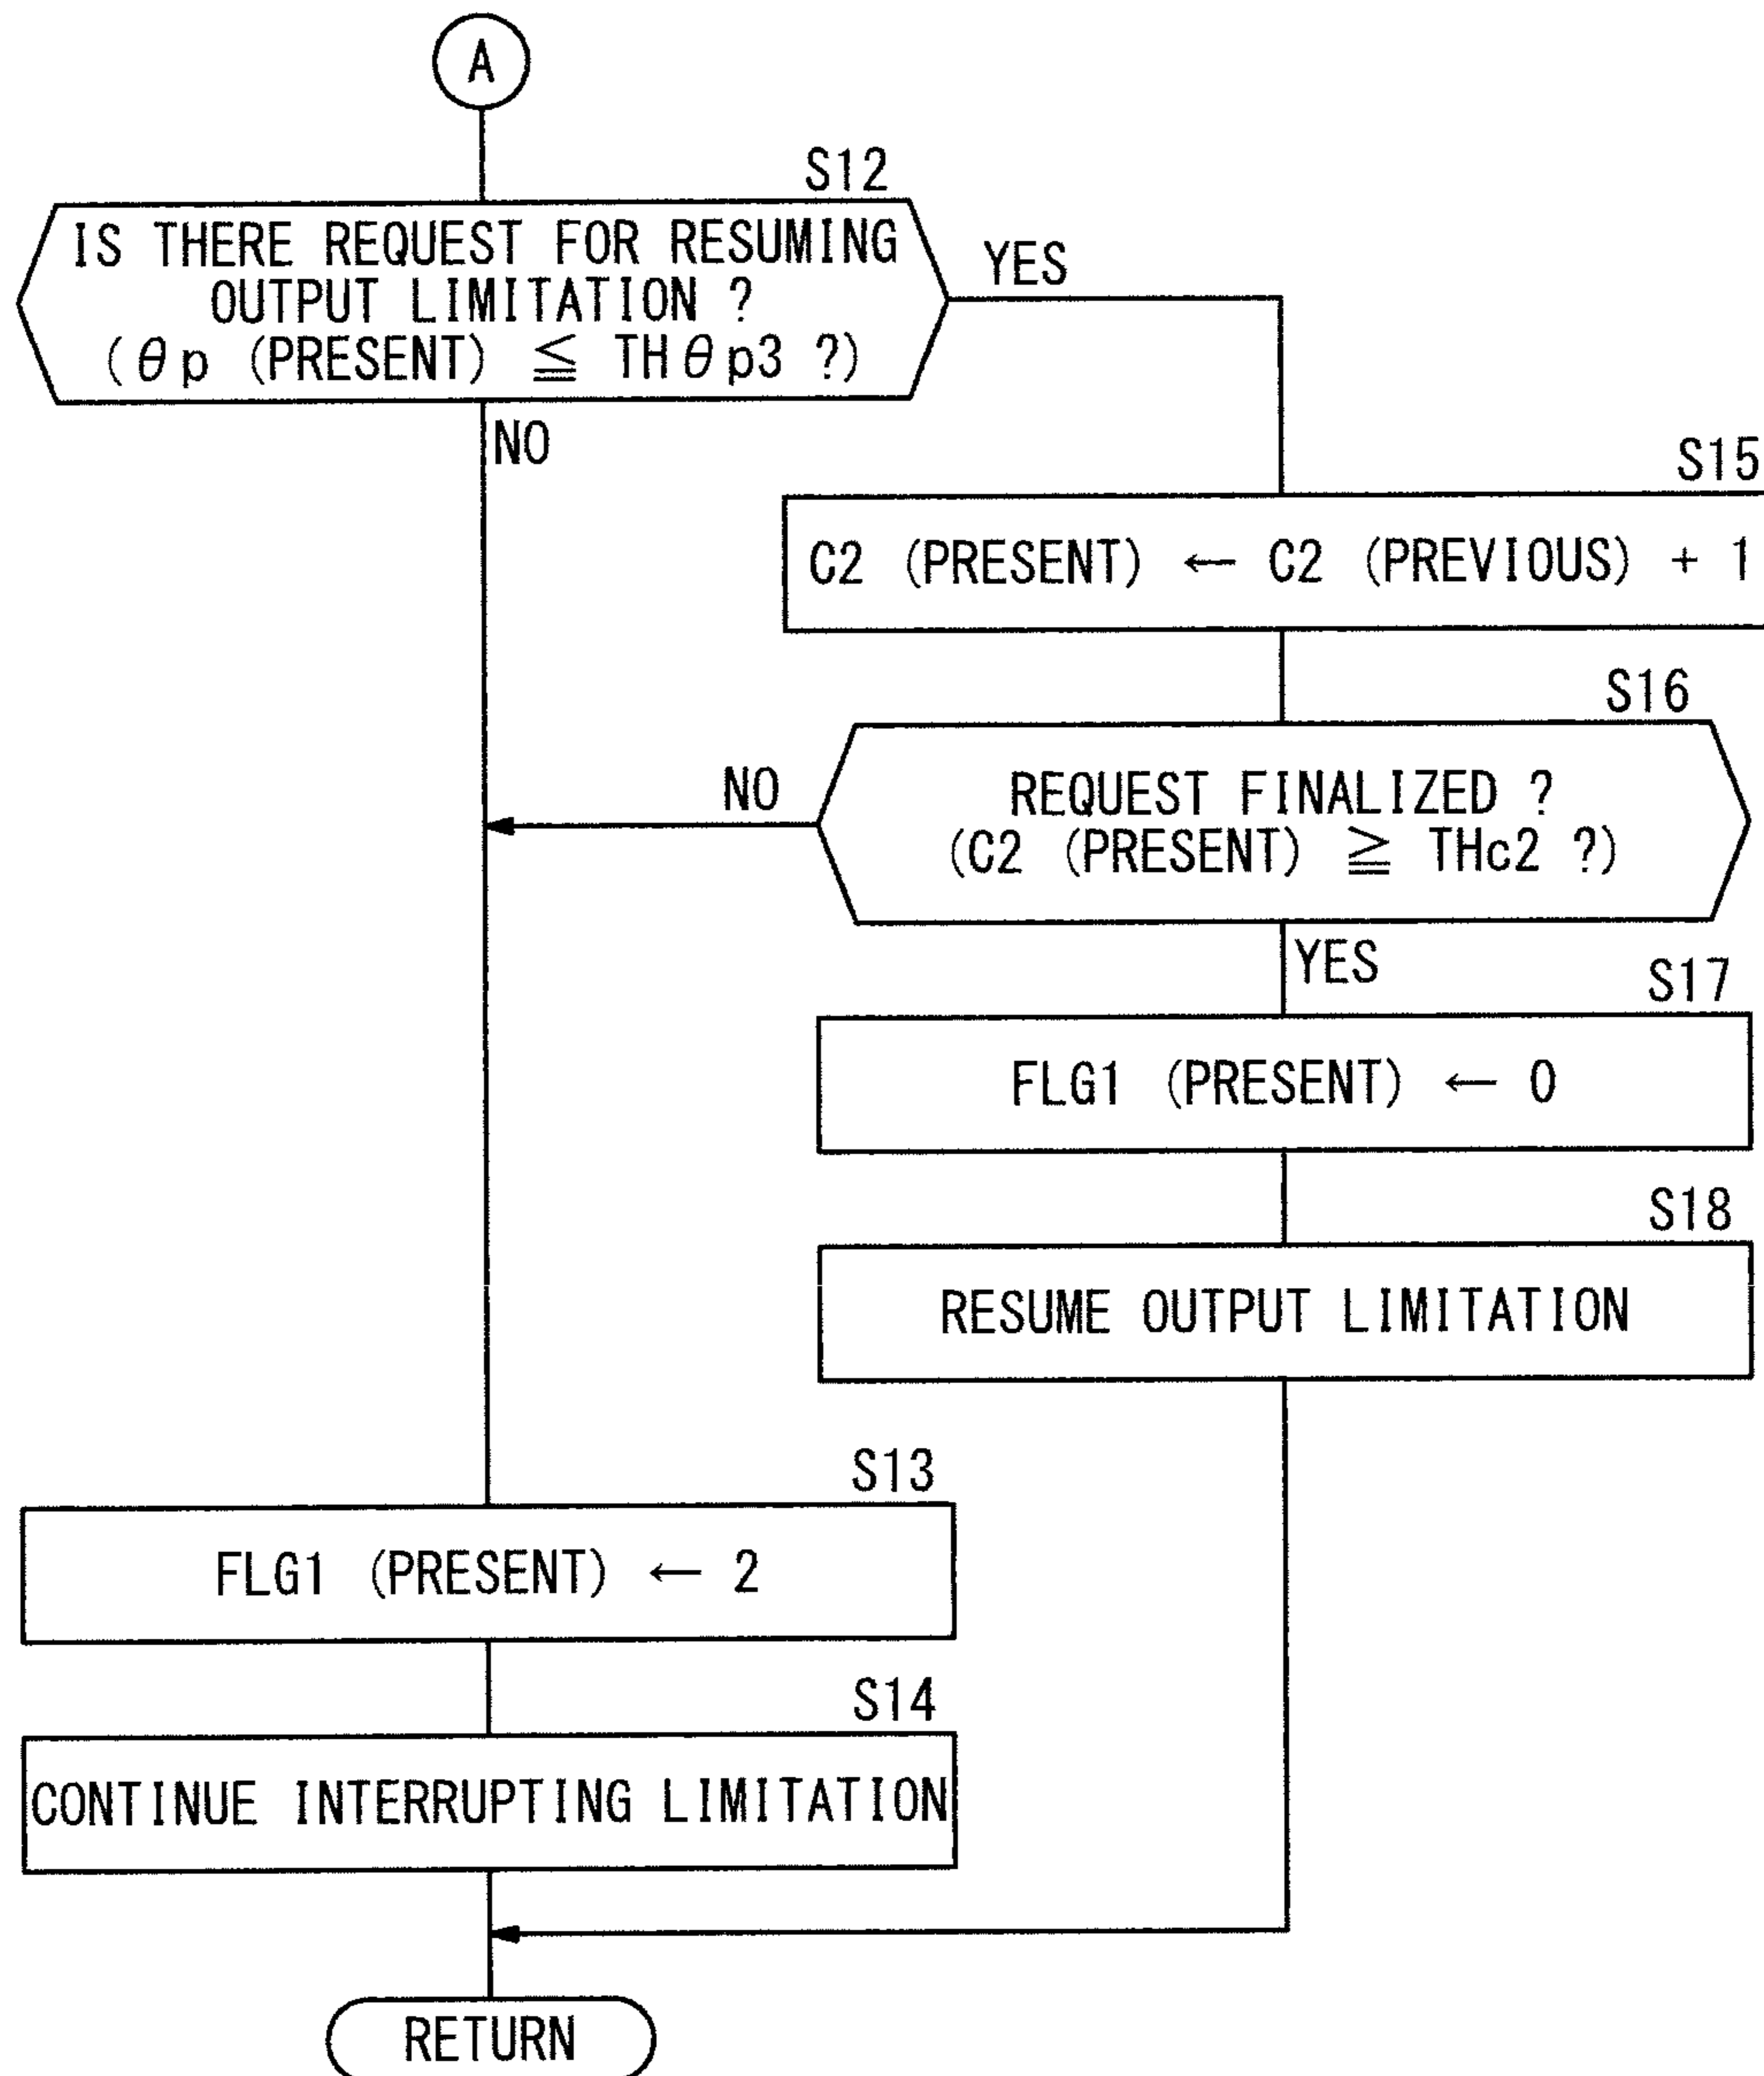 A
S12
IS THERE REQUEST FOR RESUMING
OUTPUT LIMITATION ?
(θp (PRESENT) ≦ THθp3 ?)
YES
NO
S15
C2 (PRESENT) ← C2 (PREVIOUS) + 1
S16
REQUEST FINALIZED ?
(C2 (PRESENT) ≧ THc2 ?)
NO
YES
S17
FLG1 (PRESENT) ← 0
S18
RESUME OUTPUT LIMITATION
S13
FLG1 (PRESENT) ← 2
S14
CONTINUE INTERRUPTING LIMITATION
RETURN